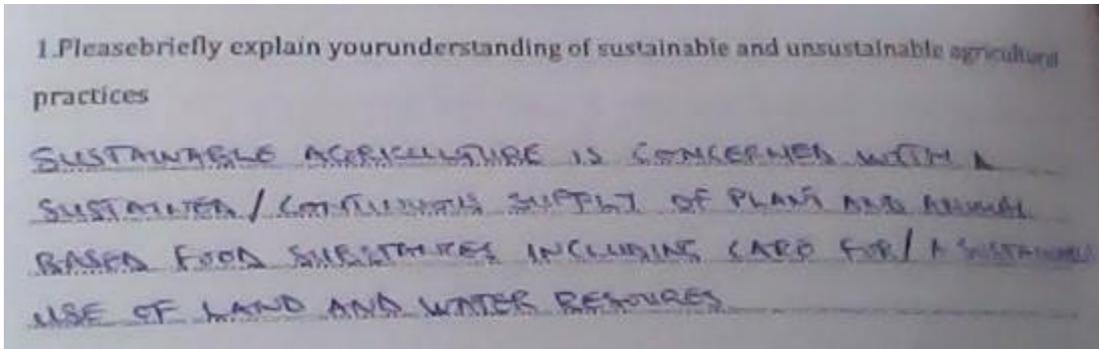 1.Pleasebriefly explain yourunderstanding of sustainable and unsustainable agricultural
practices
SUSTAINABLE AGRICULTURE IS CONCERNED WITH A
SUSTAINED / CONTINUOUS SUPPLY OF PLANT AND ANIMAL
BASED FOOD SUBSTANCES INCLUDING CARE FOR / A SUSTAINABLE
USE OF LAND AND WATER RESOURES